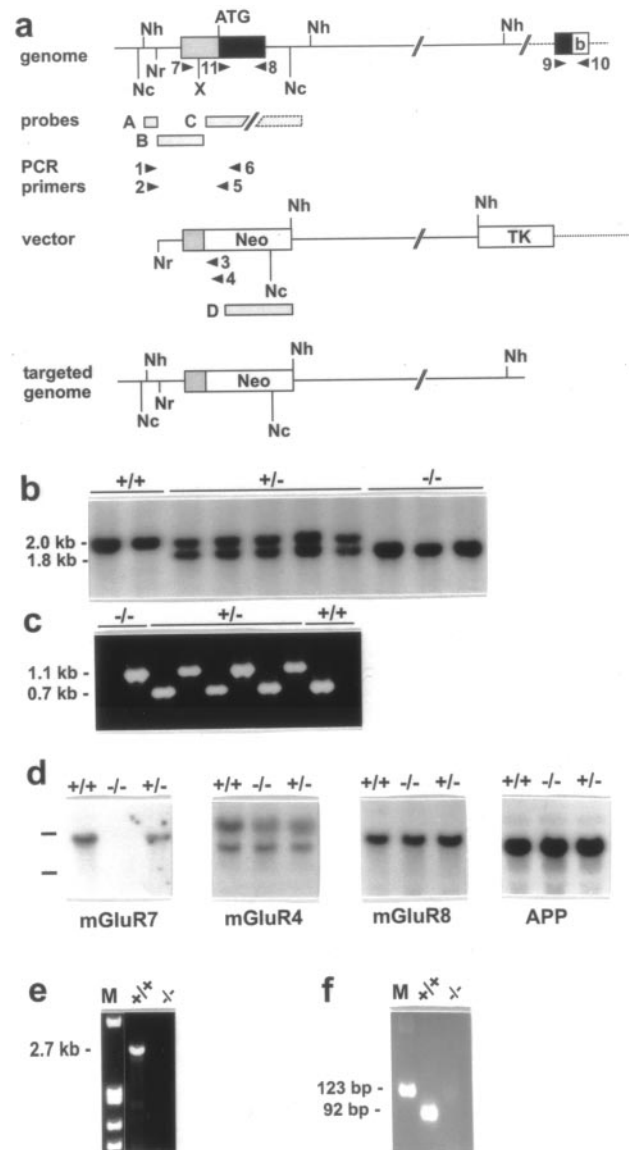 a
ATG
genome
Nh
Nh
Nh
b
7
11
8
9
10
Nr
Nc
X
Nc
probes
A
C
B
PCR
primers
1
6
2
5
vector
Nh
Nh
Neo
TK
Nr
3
4
Nc
D
targeted
genome
Nh
Nh
Nh
Neo
Nr
Nc
Nc
b
+/+
+/-
-/-
2.0 kb -
1.8 kb -
c
-/-
+/-
+/+
1.1 kb -
0.7 kb -
d
+/+ -/- +/-
+/+ -/- +/-
+/+ -/- +/-
+/+ -/- +/-
mGluR7
mGluR4
mGluR8
APP
e
M +/+ -/-
2.7 kb -
f
M +/+ -/-
123 bp -
92 bp -